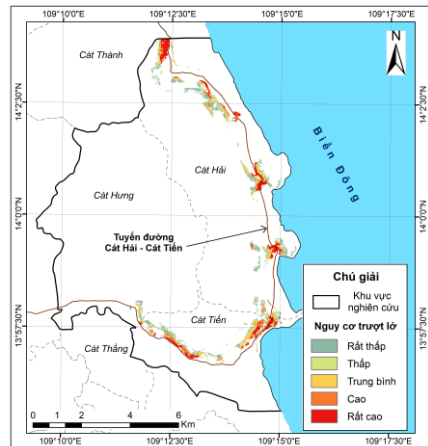 109°10'0"E 109°12'30"E 109°15'0"E 109°17'30"E
N
Cát Thành
14°2'30"N 14°2'30"N
Biển Đông
Cát Hải
Cát Hưng
14°0'0"N 14°0'0"N
Tuyến đường
Cát Hải - Cát Tiến
Chú giải
Khu vực
nghiên cứu
Nguy cơ trượt lở
Rất thấp
Thấp
Trung bình
Cao
Rất cao
Cát Tiến
13°57'30"N 13°57'30"N
Cát Thắng
0 1 2 4 6
Km
109°10'0"E 109°12'30"E 109°15'0"E 109°17'30"E